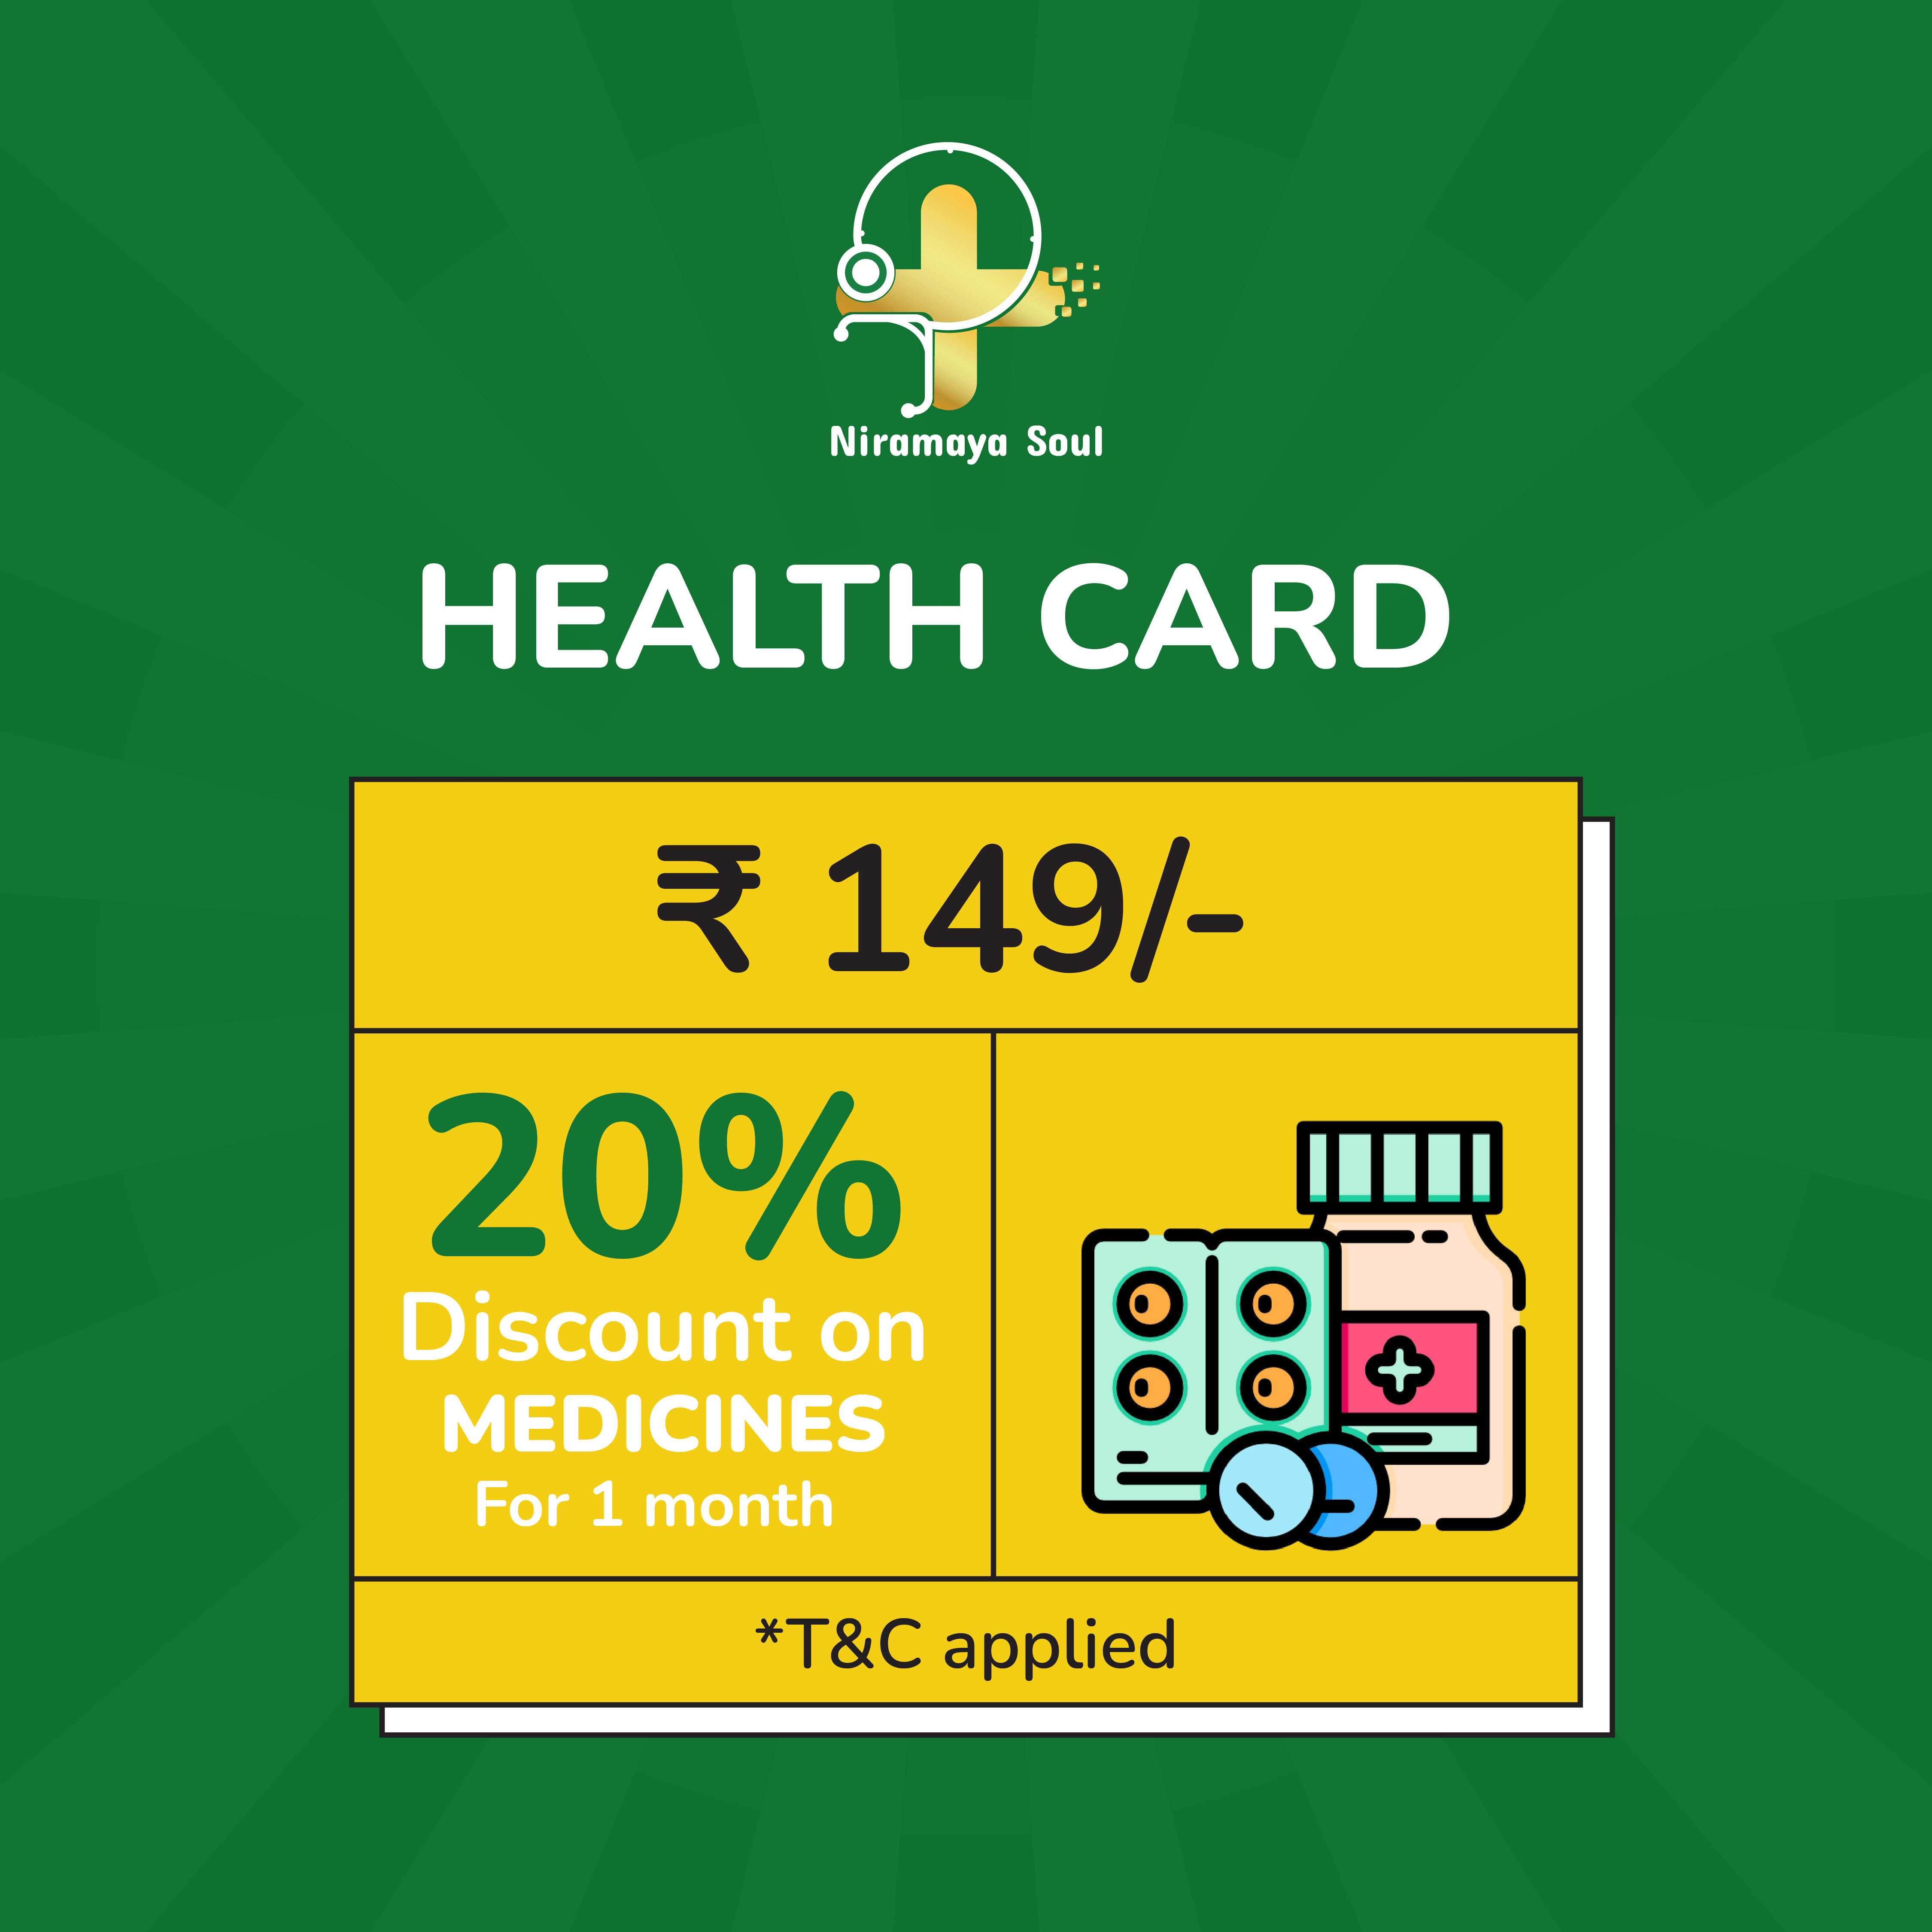 Niramaya Soul
HEALTH CARD
₹ 149/-
20%
Discount on
MEDICINES
For 1 month
*T&C applied